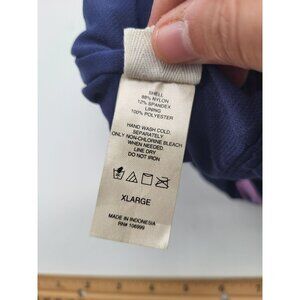 SHELL
88% NYLON
12% SPANDEX
LINING
100% POLYESTER
HAND WASH COLD,
SEPARATELY
ONLY NON-CHLORINE BLEACH
WHEN NEEDED.
LINE DRY
DO NOT IRON
XLARGE
MADE IN INDONESIA
RN# 106999